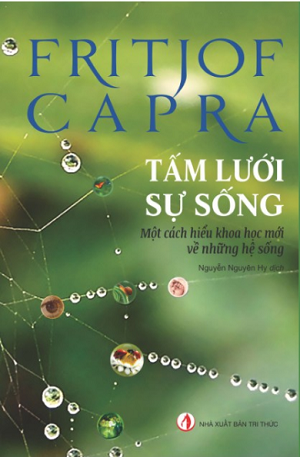 FRITJOF
CAPRA
TẤM LƯỚI
SỰ SỐNG
Một cách hiểu khoa học mới
về những hệ sống
Nguyễn Nguyên Hy dịch
NHÀ XUẤT BẢN TRI THỨC